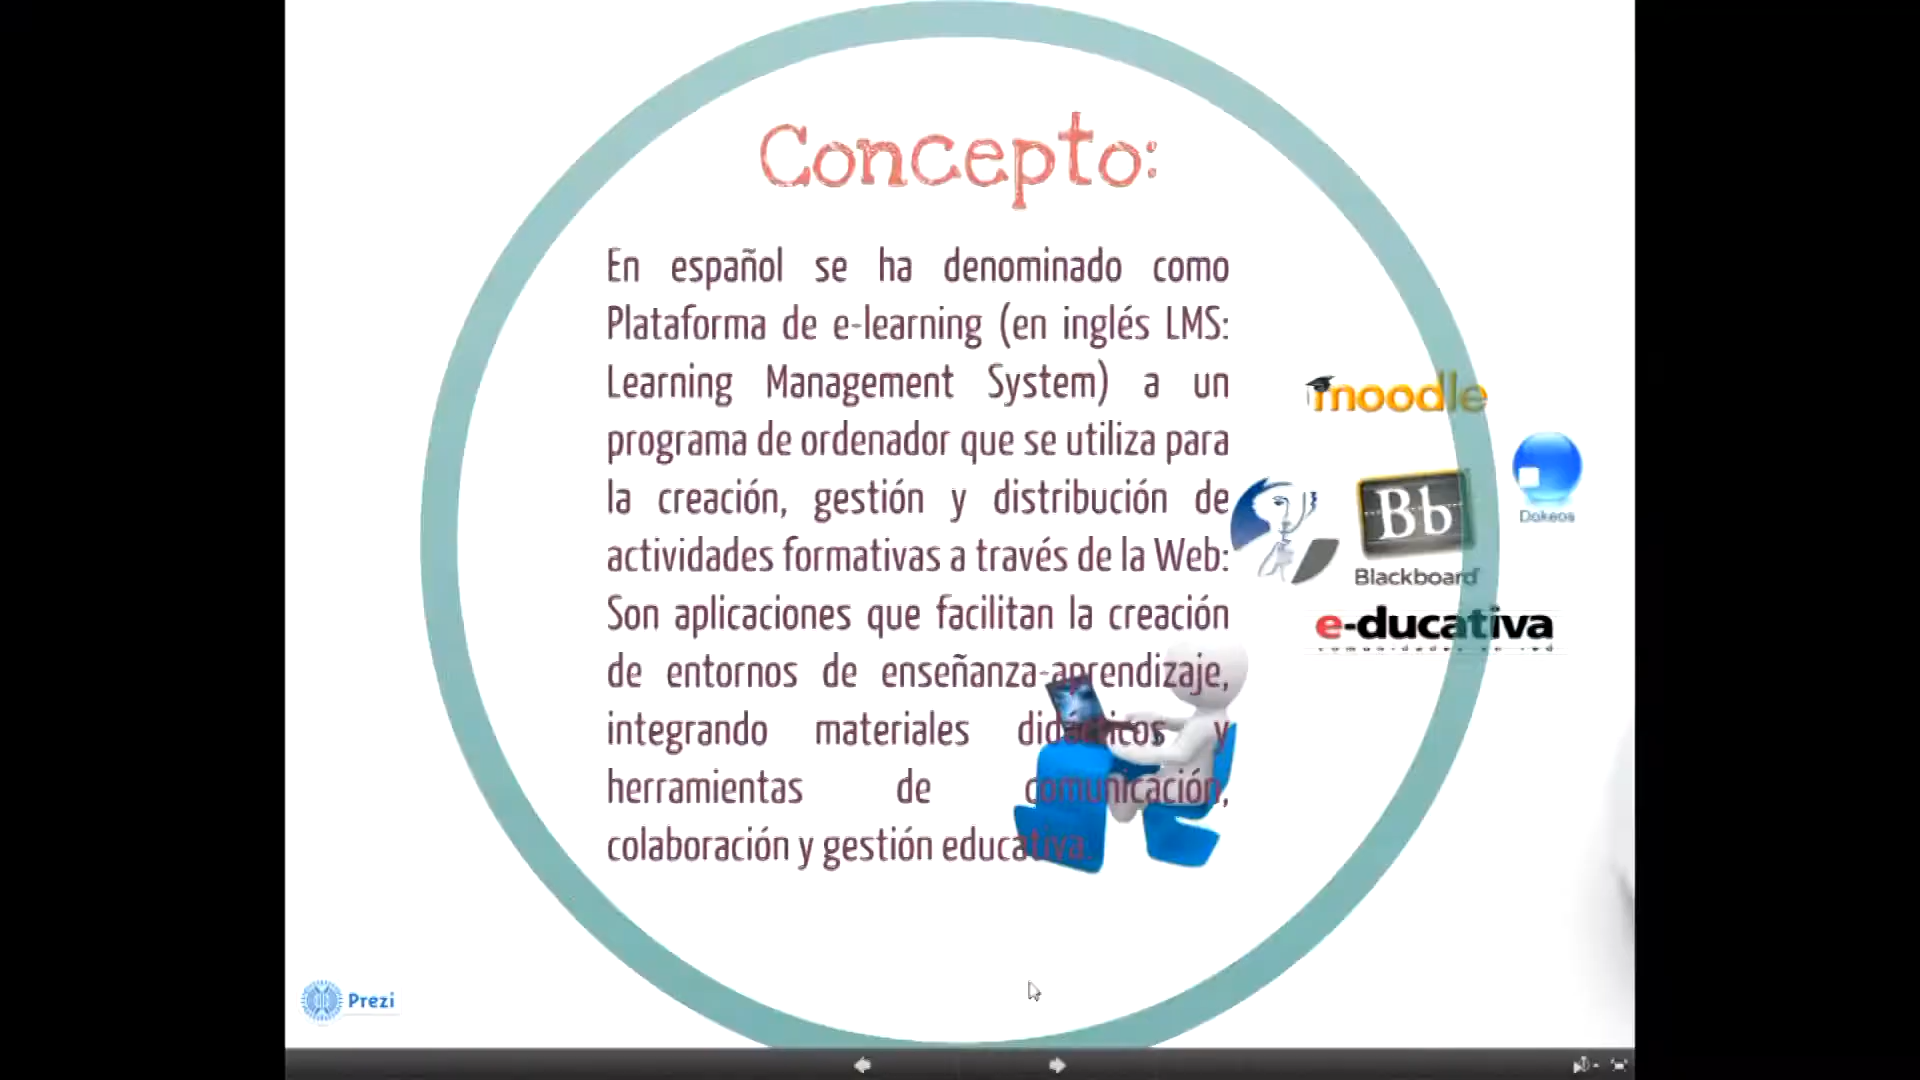 Concepto:
En español se ha denominado como
Plataforma de e-learning (en inglés LMS:
Learning Management System) a un
programa de ordenador que se utiliza para
la creación, gestión y distribución de
actividades formativas a través de la Web:
Son aplicaciones que facilitan la creación
de entornos de enseñanza-aprendizaje,
integrando materiales didácticos y
herramientas de comunicación,
colaboración y gestión educativa.
moodle
Dokeos
Bb
Blackboard
e-ducativa
comunidades en red
Prezi